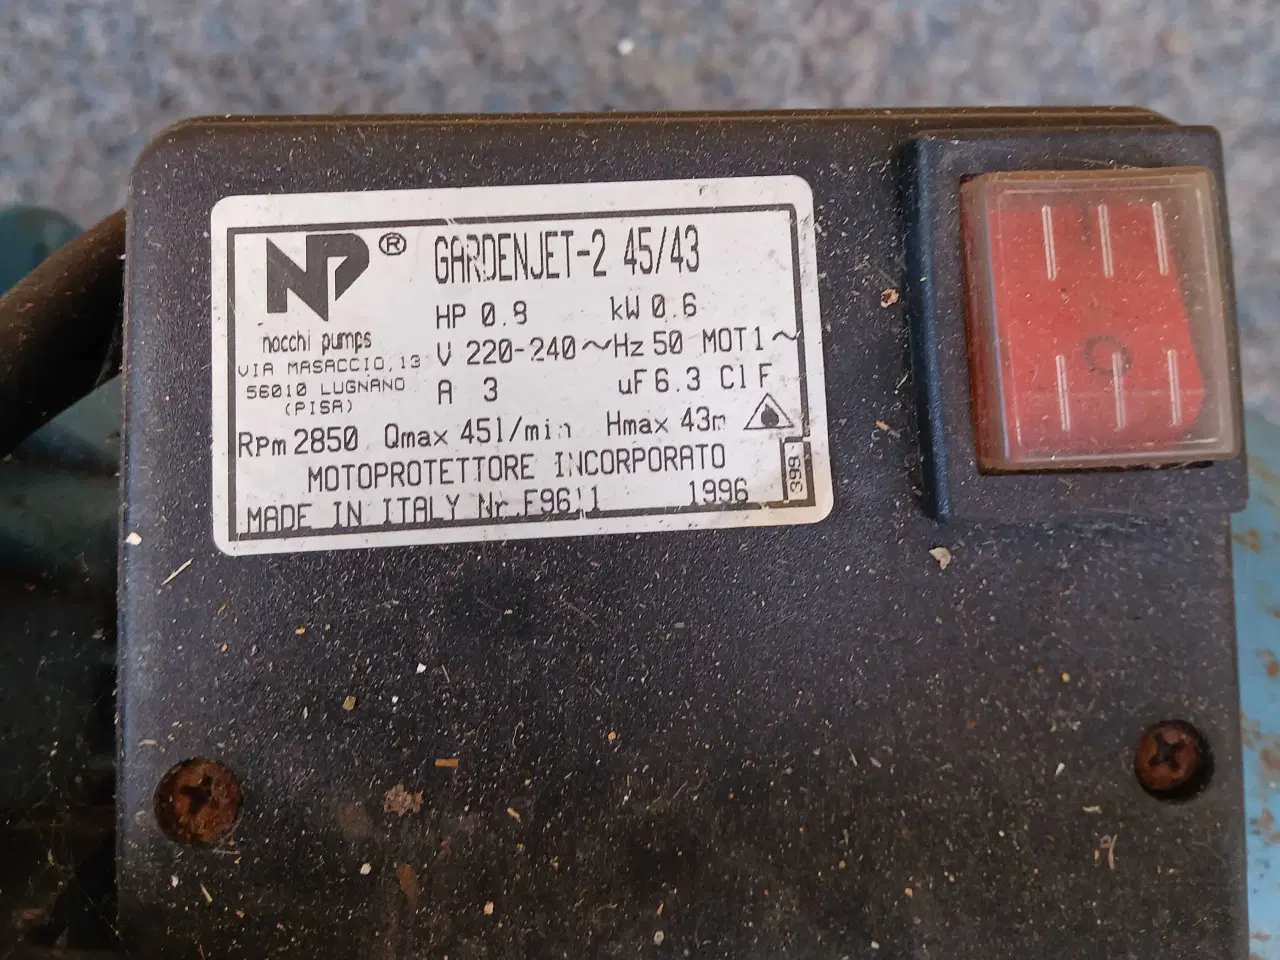 NP® GARDENJET-2 45/43
HP 0.8 kW 0.6
nocchi pumps
VIA MASACCIO,13
56010 LUGNANO
(PISA)
V 220-240~Hz 50 MOT1~
A 3 uF 6.3 Cl F
Rpm 2850 Qmax 45l/min Hmax 43m
MOTOPROTETTORE INCORPORATO
MADE IN ITALY Nr. 1996
399